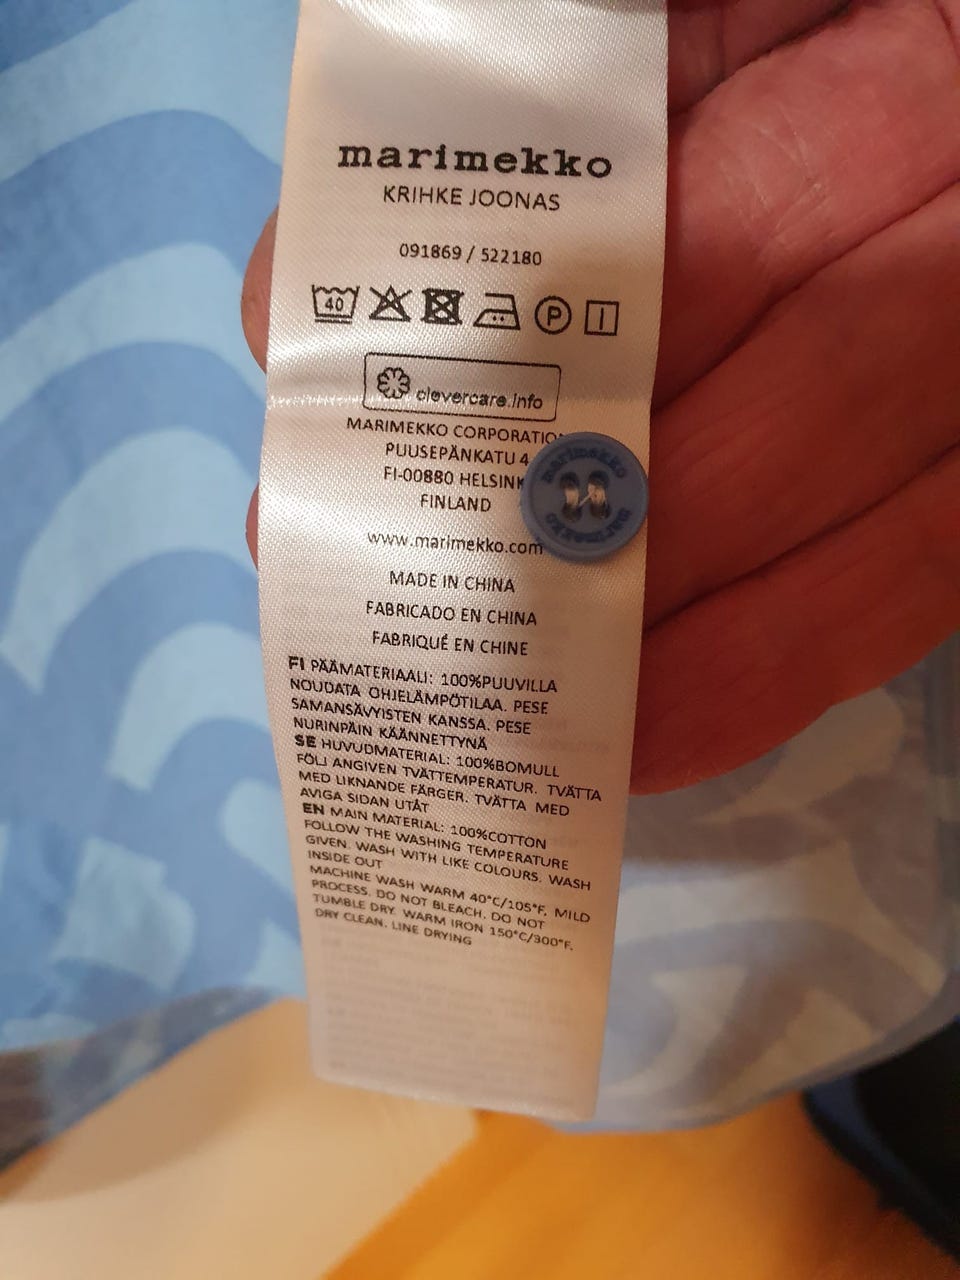 marimekko
KRIHKE JOONAS
091869 / 522180
40
P
clevercare.info
MARIMEKKO CORPORATIO
PUUSEPÄNKATU 4
FI-00880 HELSINK
FINLAND
marimekko
marimekko
www.marimekko.com
MADE IN CHINA
FABRICADO EN CHINA
FABRIQUÉ EN CHINE
FI PÄÄMATERIAALI: 100%PUUVILLA
NOUDATA OHJELÄMPÖTILAA. PESE
SAMANSÄVYISTEN KANSSA. PESE
NURINPÄIN KÄÄNNETTYNÄ
SE HUVUDMATERIAL: 100%BOMULL
FÖLJ ANGIVEN TVÄTTEMPERATUR. TVÄTTA
MED LIKNANDE FÄRGER. TVÄTTA MED
AVIGA SIDAN UTÅT
EN MAIN MATERIAL: 100%COTTON
FOLLOW THE WASHING TEMPERATURE
GIVEN. WASH WITH LIKE COLOURS. WASH
INSIDE OUT
MACHINE WASH WARM 40°C/105°F, MILD
PROCESS. DO NOT BLEACH. DO NOT
TUMBLE DRY. WARM IRON 150°C/300°F.
DRY CLEAN. LINE DRYING